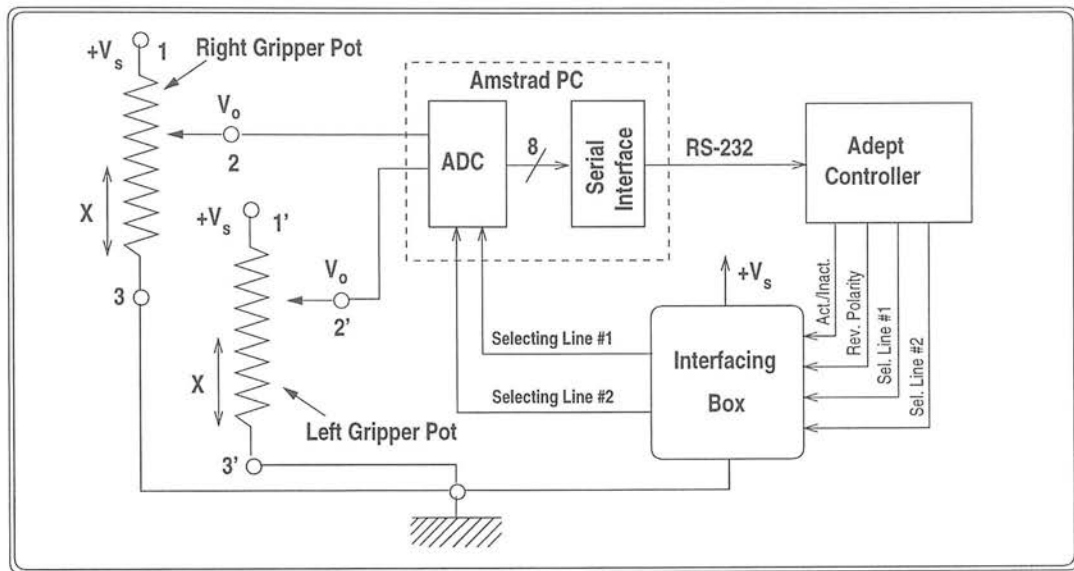 +Vs
1
Right Gripper Pot
Vo
2
X
3
+Vs
1'
Vo
2'
X
Left Gripper Pot
3'
Amstrad PC
ADC
8
Serial
Interface
RS-232
Adept
Controller
Act./Inact.
Rev. Polarity
Sel. Line #1
Sel. Line #2
+Vs
Interfacing
Box
Selecting Line #1
Selecting Line #2